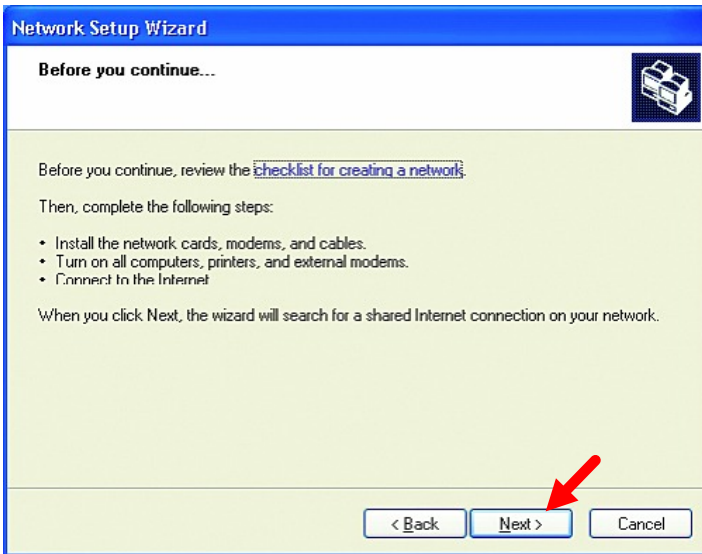 Network Setup Wizard
Before you continue...
Before you continue, review the checklist for creating a network.
Then, complete the following steps:
• Install the network cards, modems, and cables.
• Turn on all computers, printers, and external modems.
• Connect to the Internet
When you click Next, the wizard will search for a shared Internet connection on your network.
< Back Next > Cancel